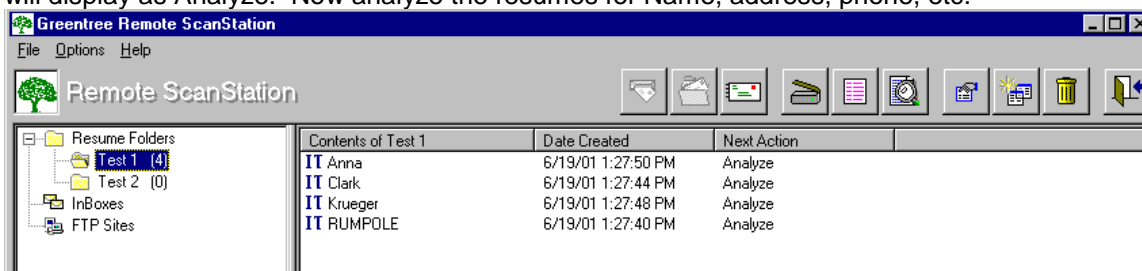 will display as Analyze. Now analyze the resumes for Name, address, phone, etc.
Greentree Remote ScanStation
File Options Help
Remote ScanStation
Resume Folders
Test 1 (4)
Test 2 (0)
InBoxes
FTP Sites
Contents of Test 1 Date Created Next Action
IT Anna 6/19/01 1:27:50 PM Analyze
IT Clark 6/19/01 1:27:44 PM Analyze
IT Krueger 6/19/01 1:27:48 PM Analyze
IT RUMPOLE 6/19/01 1:27:40 PM Analyze